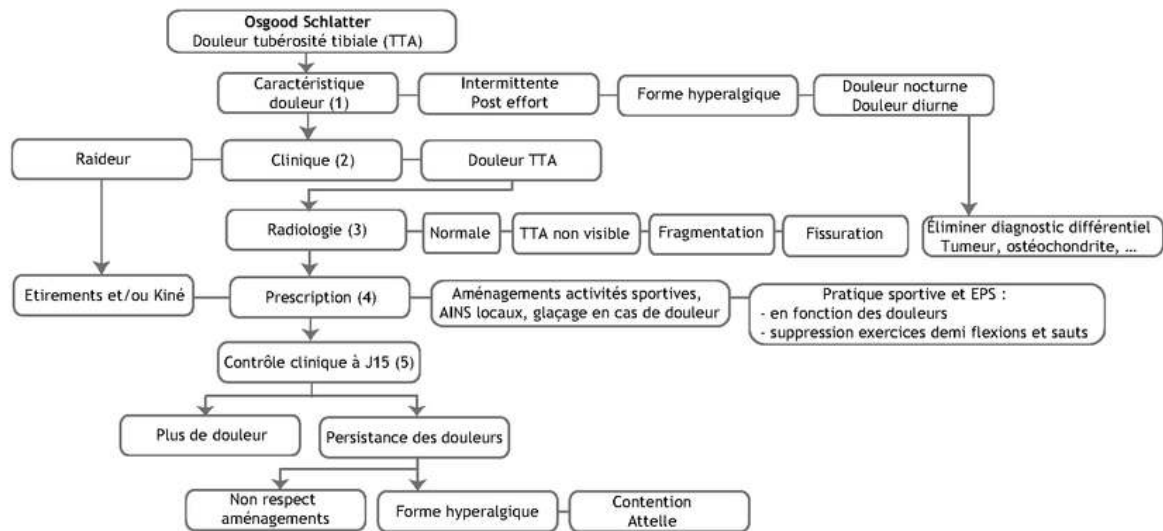 Osgood Schlatter
Douleur tubérosité tibiale (TTA)
Caractéristique
douleur (1)
Intermittente
Post effort
Forme hyperalgique
Douleur nocturne
Douleur diurne
Raideur
Clinique (2)
Douleur TTA
Radiologie (3)
Normale
TTA non visible
Fragmentation
Fissuration
Éliminer diagnostic différentiel
Tumeur, ostéochondrite, ...
Etirements et/ou Kiné
Prescription (4)
Aménagements activités sportives,
AINS locaux, glaçage en cas de douleur
Pratique sportive et EPS :
- en fonction des douleurs
- suppression exercices demi flexions et sauts
Contrôle clinique à J15 (5)
Plus de douleur
Persistance des douleurs
Non respect
aménagements
Forme hyperalgique
Contention
Attelle